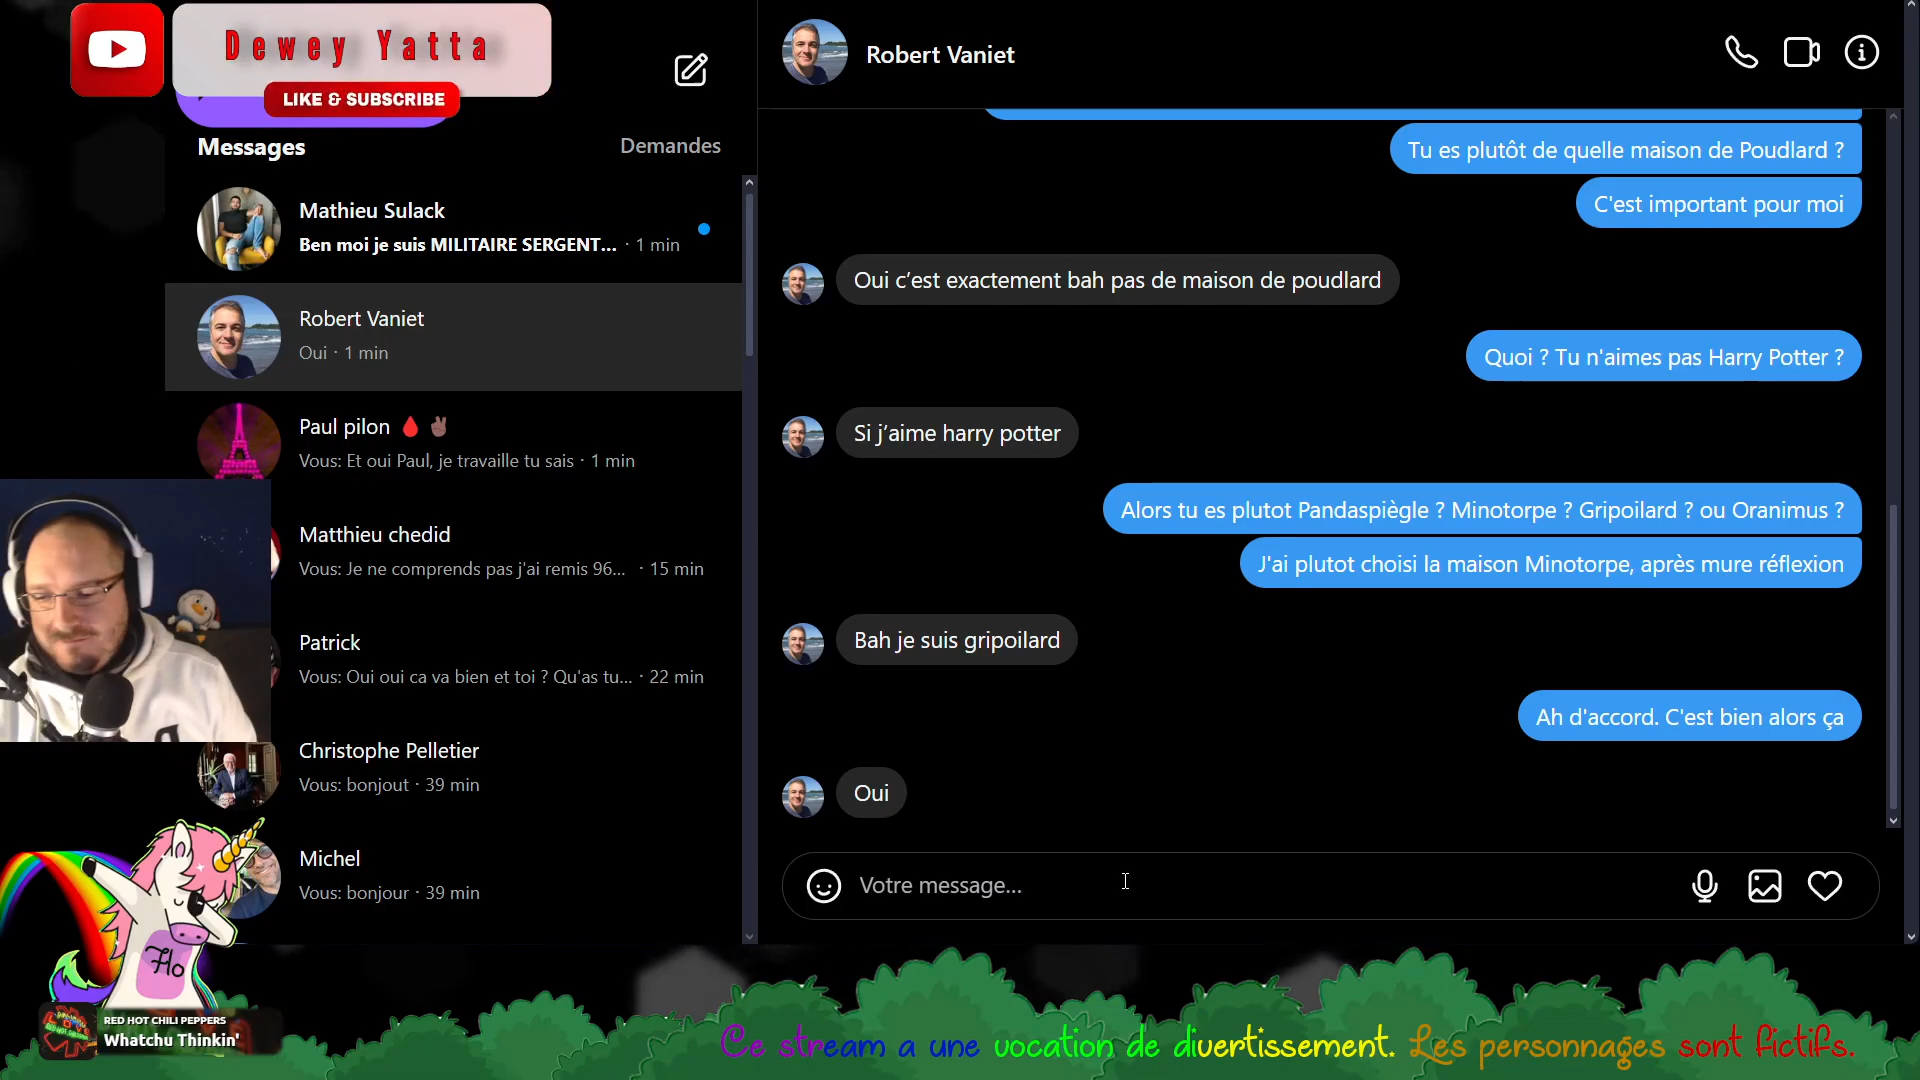 Dewey Yatta
LIKE & SUBSCRIBE
Messages
Demandes
Mathieu Sulack
Ben moi je suis MILITAIRE SERGENT... · 1 min
Robert Vaniet
Oui · 1 min
Paul pilon 🩸 ✌🏿
Vous: Et oui Paul, je travaille tu sais · 1 min
Matthieu chedid
Vous: Je ne comprends pas j'ai remis 96... · 15 min
Patrick
Vous: Oui oui ca va bien et toi ? Qu'as tu... · 22 min
Christophe Pelletier
Vous: bonjout · 39 min
Michel
Vous: bonjour · 39 min
Flo
RED HOT CHILI PEPPERS
Whatchu Thinkin'
Robert Vaniet
Tu es plutôt de quelle maison de Poudlard ?
C'est important pour moi
Oui c’est exactement bah pas de maison de poudlard
Quoi ? Tu n'aimes pas Harry Potter ?
Si j’aime harry potter
Alors tu es plutot Pandaspiègle ? Minotorpe ? Gripoilard ? ou Oranimus ?
J'ai plutot choisi la maison Minotorpe, après mure réflexion
Bah je suis gripoilard
Ah d'accord. C'est bien alors ça
Oui
Votre message...
Ce stream a une vocation de divertissement. Les personnages sont fictifs.